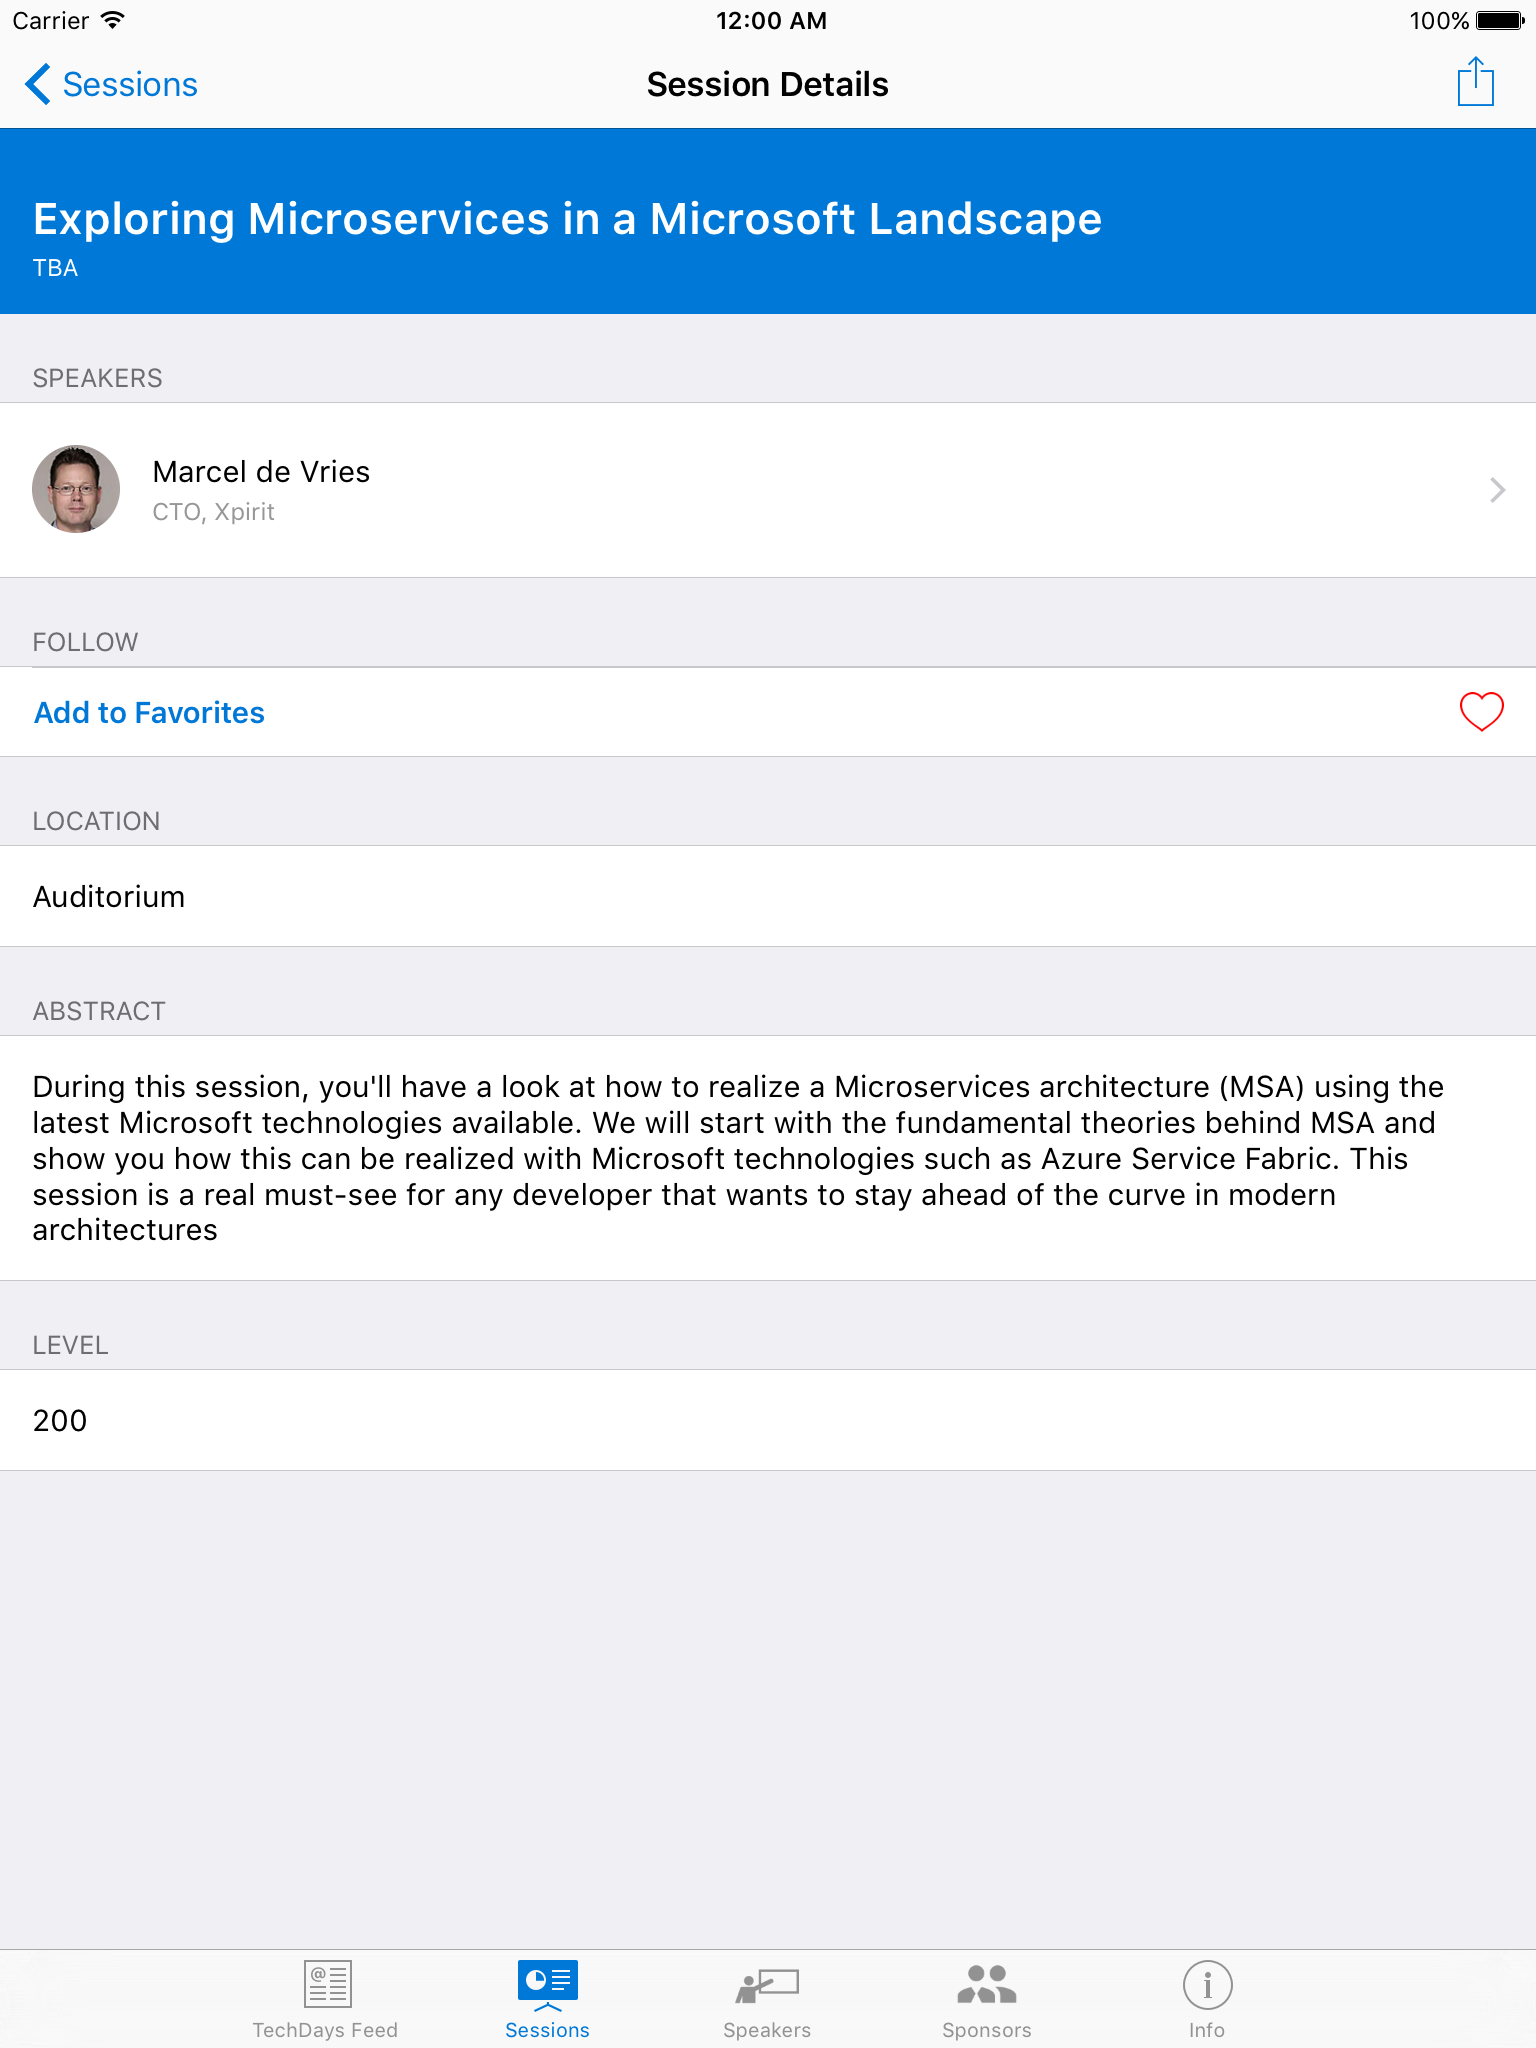 Carrier 12:00 AM 100%
Sessions Session Details
Exploring Microservices in a Microsoft Landscape
TBA
SPEAKERS
Marcel de Vries
CTO, Xpirit
FOLLOW
Add to Favorites
LOCATION
Auditorium
ABSTRACT
During this session, you'll have a look at how to realize a Microservices architecture (MSA) using the
latest Microsoft technologies available. We will start with the fundamental theories behind MSA and
show you how this can be realized with Microsoft technologies such as Azure Service Fabric. This
session is a real must-see for any developer that wants to stay ahead of the curve in modern
architectures
LEVEL
200
TechDays Feed Sessions Speakers Sponsors Info